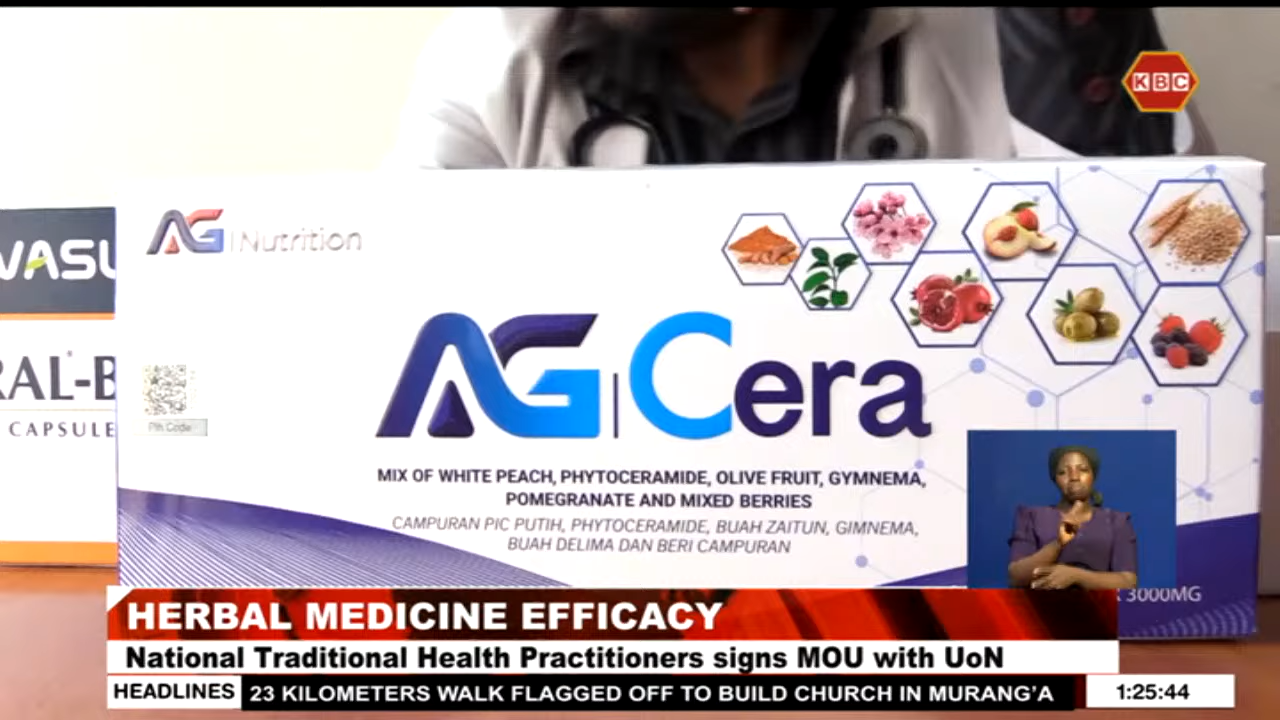 KBC
AG | Nutrition
VASU
RAL-B
CAPSULE
Pin Code
AG | Cera
MIX OF WHITE PEACH, PHYTOCERAMIDE, OLIVE FRUIT, GYMNEMA,
POMEGRANATE AND MIXED BERRIES
CAMPURAN PIC PUTIH, PHYTOCERAMIDE, BUAH ZAITUN, GIMNEMA,
BUAH DELIMA DAN BERI CAMPURAN
3000MG
HERBAL MEDICINE EFFICACY
National Traditional Health Practitioners signs MOU with UoN
HEADLINES 23 KILOMETERS WALK FLAGGED OFF TO BUILD CHURCH IN MURANG'A 1:25:44